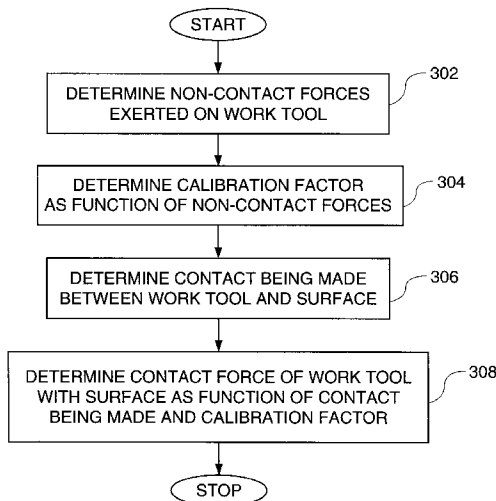 START
DETERMINE NON-CONTACT FORCES
EXERTED ON WORK TOOL
302
DETERMINE CALIBRATION FACTOR
AS FUNCTION OF NON-CONTACT FORCES
304
DETERMINE CONTACT BEING MADE
BETWEEN WORK TOOL AND SURFACE
306
DETERMINE CONTACT FORCE OF WORK TOOL
WITH SURFACE AS FUNCTION OF CONTACT
BEING MADE AND CALIBRATION FACTOR
308
STOP